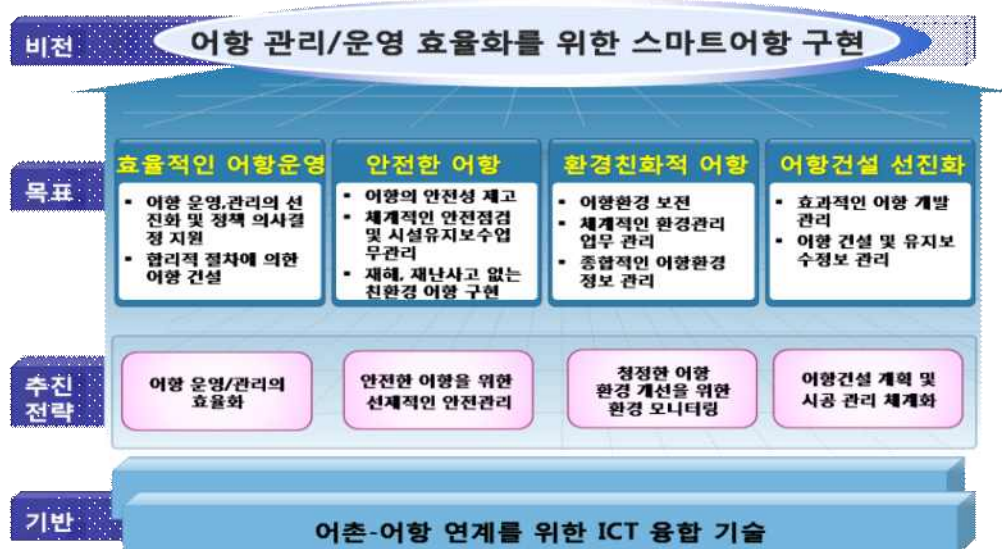 비전
어항 관리/운영 효율화를 위한 스마트어항 구현
목표
효율적인 어항운영
▪ 어항 운영,관리의 선
진화 및 정책 의사결
정 지원
▪ 합리적 절차에 의한
어항 건설
안전한 어항
▪ 어항의 안전성 제고
▪ 체계적인 안전점검
및 시설유지보수업
무관리
▪ 재해, 재난사고 없는
친환경 어항 구현
환경친화적 어항
▪ 어항환경 보전
▪ 체계적인 환경관리
업무 관리
▪ 종합적인 어항환경
정보 관리
어항건설 선진화
▪ 효과적인 어항 개발
관리
▪ 어항 건설 및 유지보
수정보 관리
추진
전략
어항 운영/관리의
효율화
안전한 어항을 위한
선제적인 안전관리
청정한 어항
환경 개선을 위한
환경 모니터링
어항건설 계획 및
시공 관리 체계화
기반
어촌-어항 연계를 위한 ICT 융합 기술